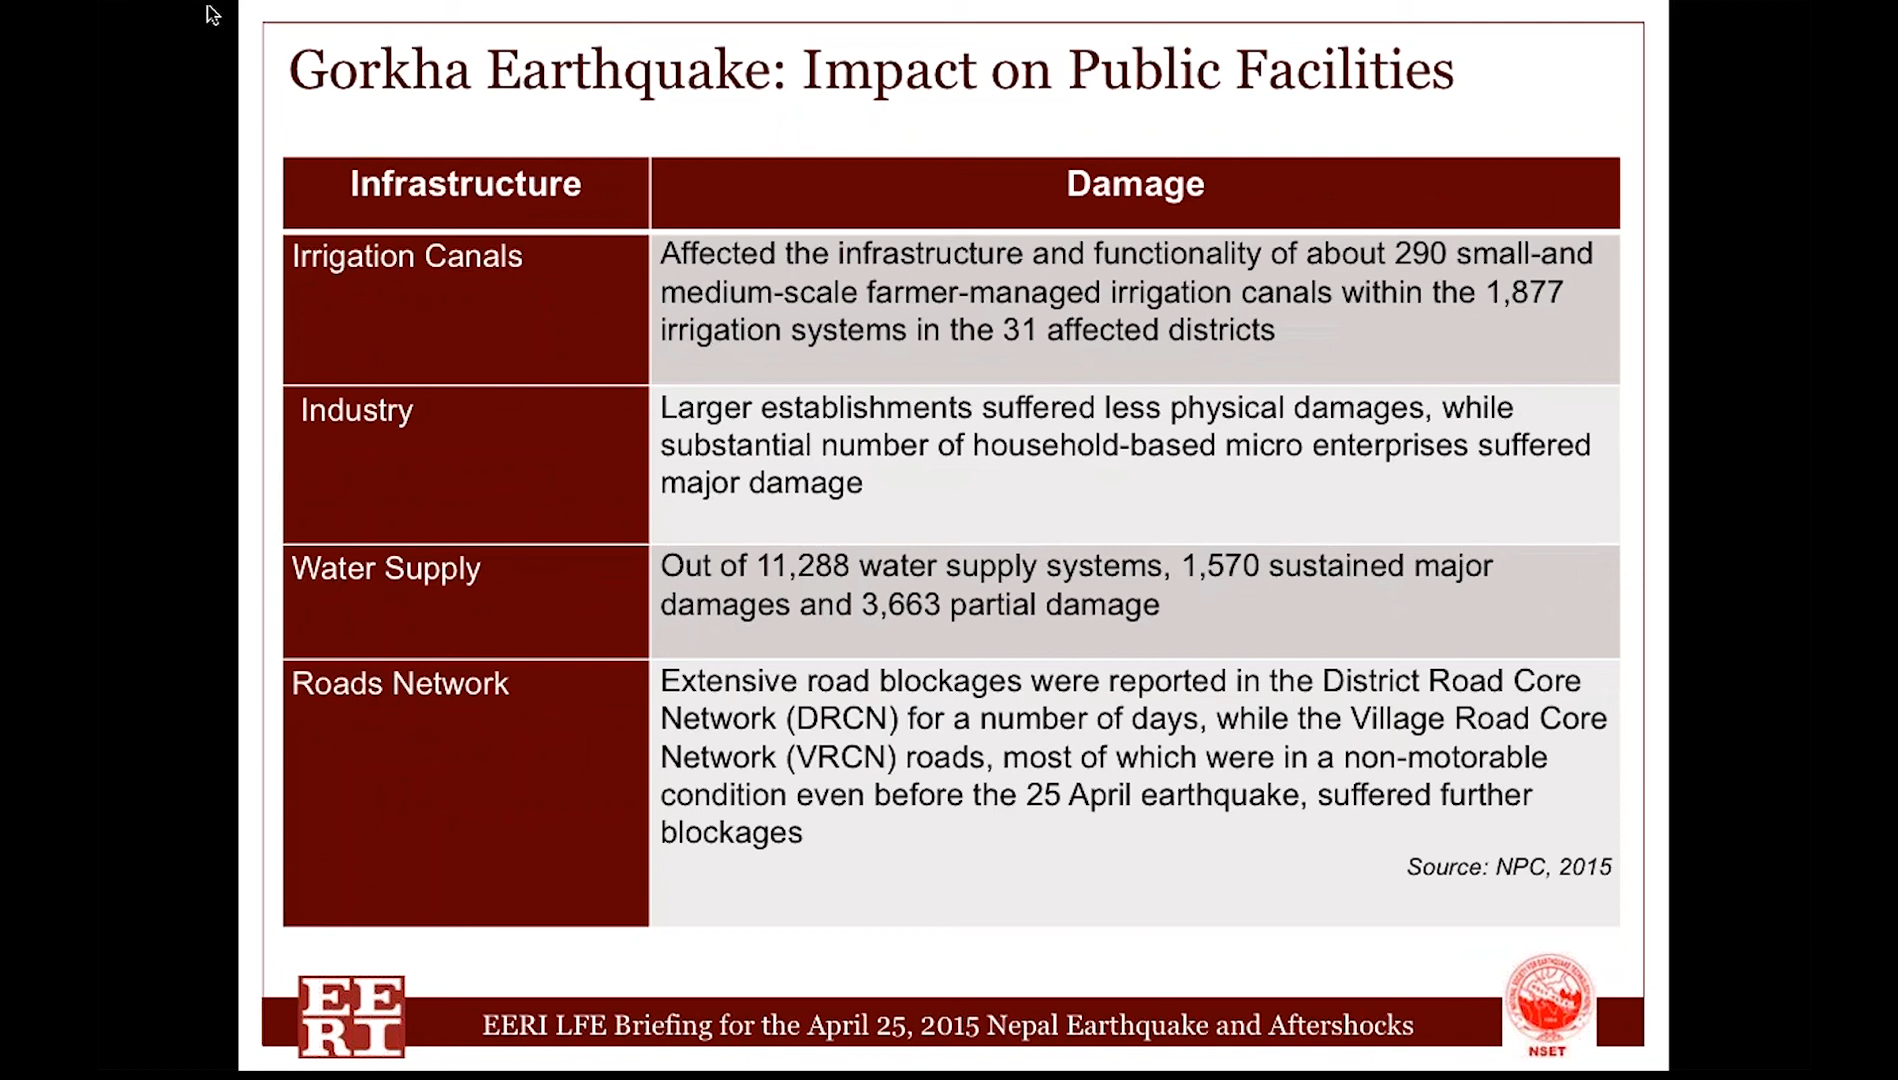 Gorkha Earthquake: Impact on Public Facilities
Infrastructure
Damage
Irrigation Canals
Affected the infrastructure and functionality of about 290 small-and
medium-scale farmer-managed irrigation canals within the 1,877
irrigation systems in the 31 affected districts
Industry
Larger establishments suffered less physical damages, while
substantial number of household-based micro enterprises suffered
major damage
Water Supply
Out of 11,288 water supply systems, 1,570 sustained major
damages and 3,663 partial damage
Roads Network
Extensive road blockages were reported in the District Road Core
Network (DRCN) for a number of days, while the Village Road Core
Network (VRCN) roads, most of which were in a non-motorable
condition even before the 25 April earthquake, suffered further
blockages
Source: NPC, 2015
EE
RI
EERI LFE Briefing for the April 25, 2015 Nepal Earthquake and Aftershocks
NSET